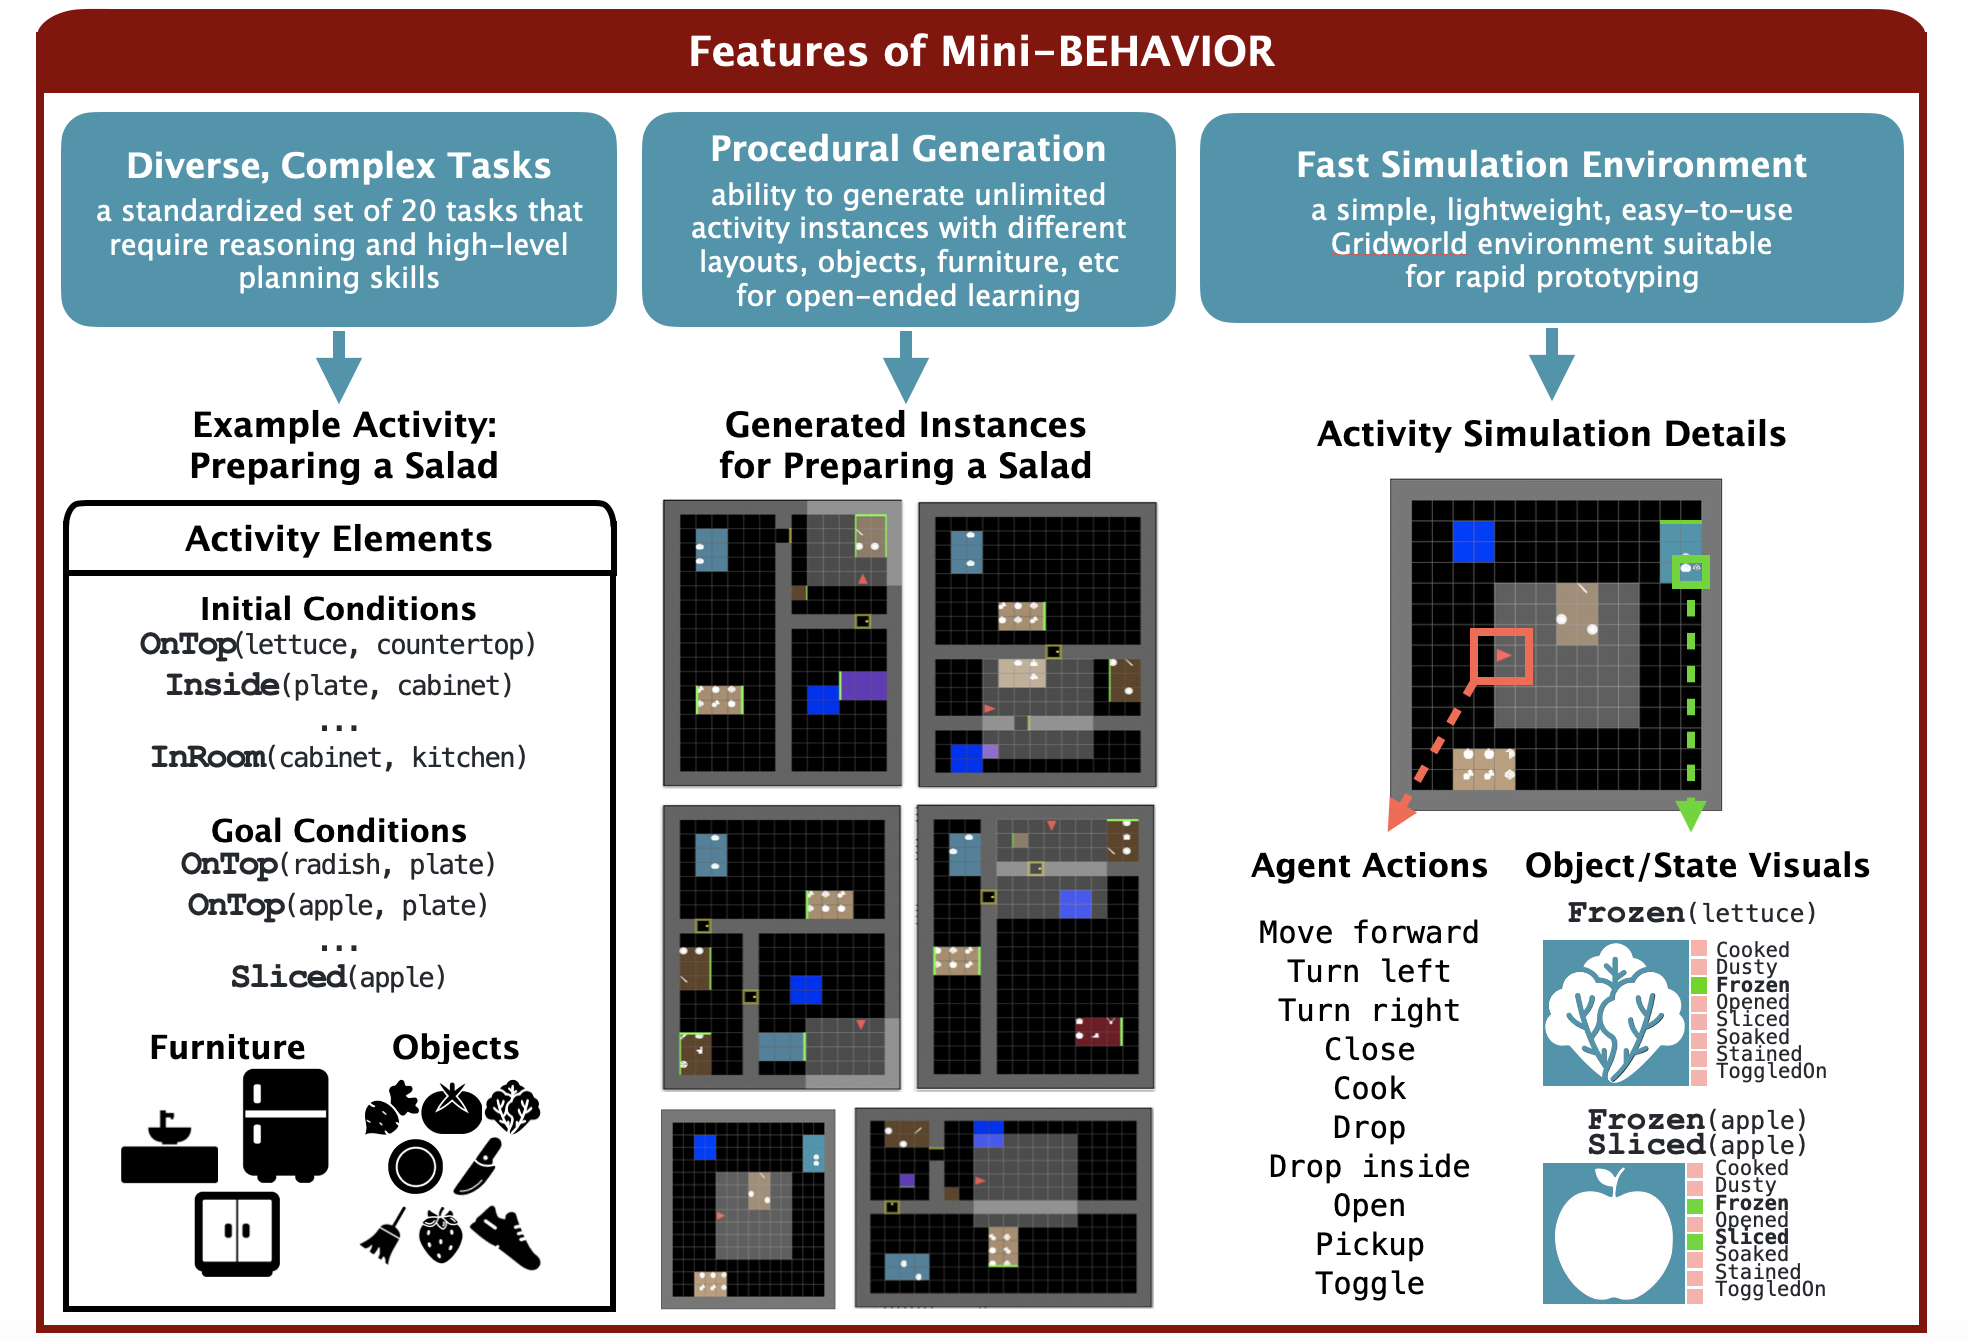 Features of Mini-BEHAVIOR
Diverse, Complex Tasks
a standardized set of 20 tasks that
require reasoning and high-level
planning skills
Procedural Generation
ability to generate unlimited
activity instances with different
layouts, objects, furniture, etc
for open-ended learning
Fast Simulation Environment
a simple, lightweight, easy-to-use
Gridworld environment suitable
for rapid prototyping
Example Activity:
Preparing a Salad
Activity Elements
Initial Conditions
OnTop(lettuce, countertop)
Inside(plate, cabinet)
...
InRoom(cabinet, kitchen)
Goal Conditions
OnTop(radish, plate)
OnTop(apple, plate)
...
Sliced(apple)
Furniture
Objects
Generated Instances
for Preparing a Salad
Activity Simulation Details
Agent Actions
Move forward
Turn left
Turn right
Close
Cook
Drop
Drop inside
Open
Pickup
Toggle
Object/State Visuals
Frozen(lettuce)
Cooked
Dusty
Frozen
Opened
Sliced
Soaked
Stained
ToggledOn
Frozen(apple)
Sliced(apple)
Cooked
Dusty
Frozen
Opened
Sliced
Soaked
Stained
ToggledOn